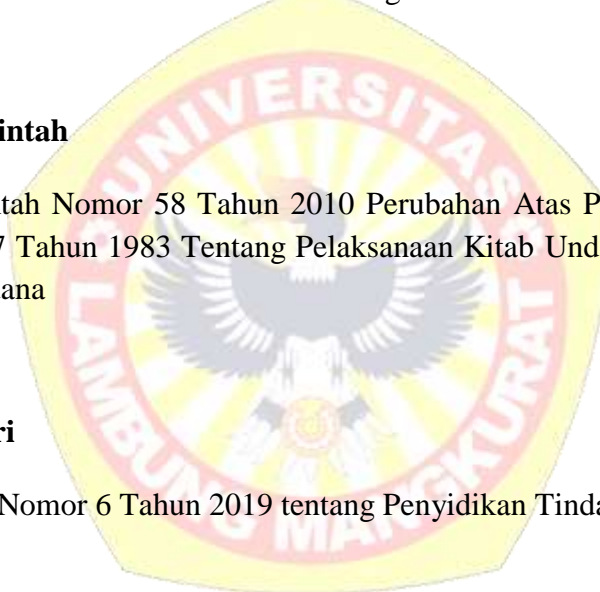 intah
tah Nomor 58 Tahun 2010 Perubahan Atas P
7 Tahun 1983 Tentang Pelaksanaan Kitab Und
ana
ri
Nomor 6 Tahun 2019 tentang Penyidikan Tinda
UNIVERSITAS
LAMBUNG MANGKURAT